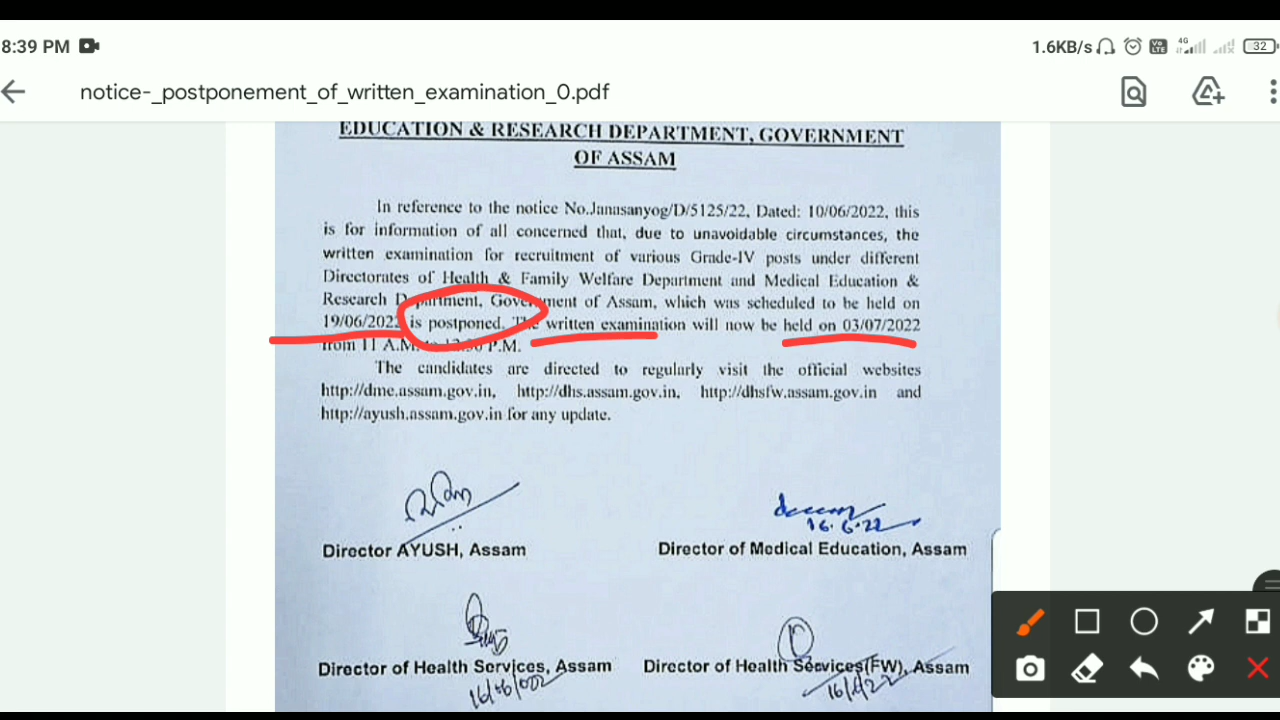 8:39 PM
1.6KB/s
4G
Vo LTE
32
notice-_postponement_of_written_examination_0.pdf
EDUCATION & RESEARCH DEPARTMENT, GOVERNMENT
OF ASSAM
In reference to the notice No.Janasanyog/D/5125/22, Dated: 10/06/2022, this
is for information of all concerned that, due to unavoidable circumstances, the
written examination for recruitment of various Grade-IV posts under different
Directorates of Health & Family Welfare Department and Medical Education &
Research Department, Government of Assam, which was scheduled to be held on
19/06/2022 is postponed. The written examination will now be held on 03/07/2022
from 11 A.M. to 12:30 P.M.
The candidates are directed to regularly visit the official websites
http://dme.assam.gov.in, http://dhs.assam.gov.in, http://dhsfw.assam.gov.in and
http://ayush.assam.gov.in for any update.
16.6.22
Director AYUSH, Assam
Director of Medical Education, Assam
Director of Health Services, Assam
Director of Health Services(FW), Assam